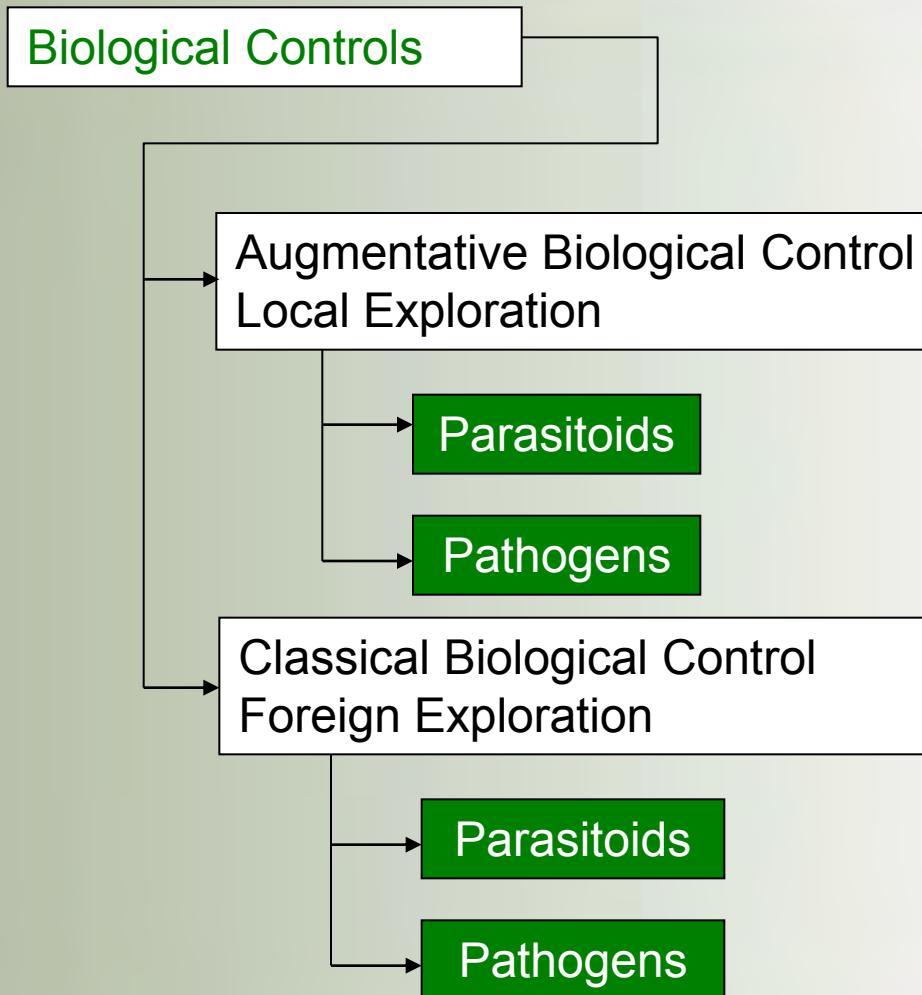 Biological Controls
Augmentative Biological Control
Local Exploration
Parasitoids
Pathogens
Classical Biological Control
Foreign Exploration
Parasitoids
Pathogens